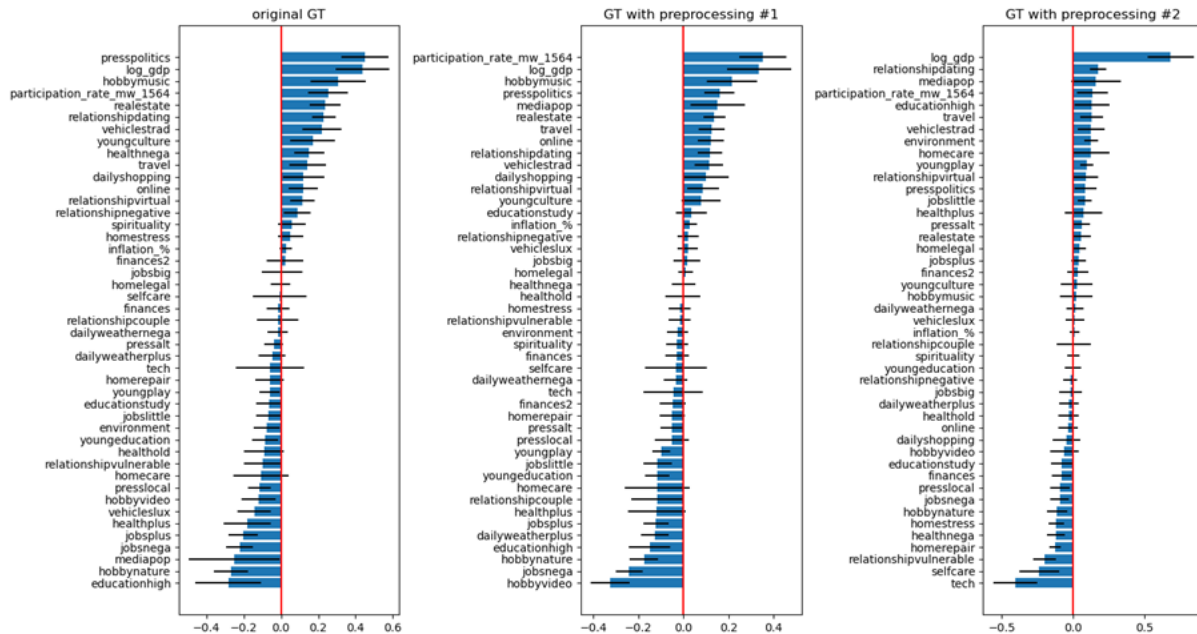 original GT
presspolitics
log_gdp
hobbymusic
participation_rate_mw_1564
realestate
relationshipdating
vehiclestrad
youngculture
healthnega
travel
dailyshopping
online
relationshipvirtual
relationshipnegative
spirituality
homestress
inflation_%
finances2
jobsbig
homelegal
selfcare
finances
relationshipcouple
dailyweathernega
pressalt
dailyweatherplus
tech
homerepair
youngplay
educationstudy
jobslittle
environment
youngeducation
healthold
relationshipvulnerable
homecare
presslocal
hobbyvideo
vehicleslux
healthplus
jobsplus
jobsnega
mediapop
hobbynature
educationhigh
−0.4 −0.2 0.0 0.2 0.4 0.6
GT with preprocessing #1
participation_rate_mw_1564
log_gdp
hobbymusic
presspolitics
mediapop
realestate
travel
online
relationshipdating
vehiclestrad
dailyshopping
relationshipvirtual
youngculture
educationstudy
inflation_%
relationshipnegative
vehicleslux
jobsbig
homelegal
healthnega
healthold
homestress
relationshipvulnerable
environment
spirituality
finances
selfcare
dailyweathernega
tech
finances2
homerepair
pressalt
presslocal
youngplay
jobslittle
youngeducation
homecare
relationshipcouple
healthplus
jobsplus
dailyweatherplus
educationhigh
hobbynature
jobsnega
hobbyvideo
−0.4 −0.2 0.0 0.2 0.4
GT with preprocessing #2
log_gdp
relationshipdating
mediapop
participation_rate_mw_1564
educationhigh
travel
vehiclestrad
environment
homecare
youngplay
relationshipvirtual
presspolitics
jobslittle
healthplus
pressalt
realestate
homelegal
jobsplus
finances2
youngculture
hobbymusic
dailyweathernega
vehicleslux
inflation_%
relationshipcouple
spirituality
youngeducation
relationshipnegative
jobsbig
dailyweatherplus
healthold
online
dailyshopping
hobbyvideo
educationstudy
finances
presslocal
jobsnega
hobbynature
homestress
healthnega
homerepair
relationshipvulnerable
selfcare
tech
−0.5 0.0 0.5